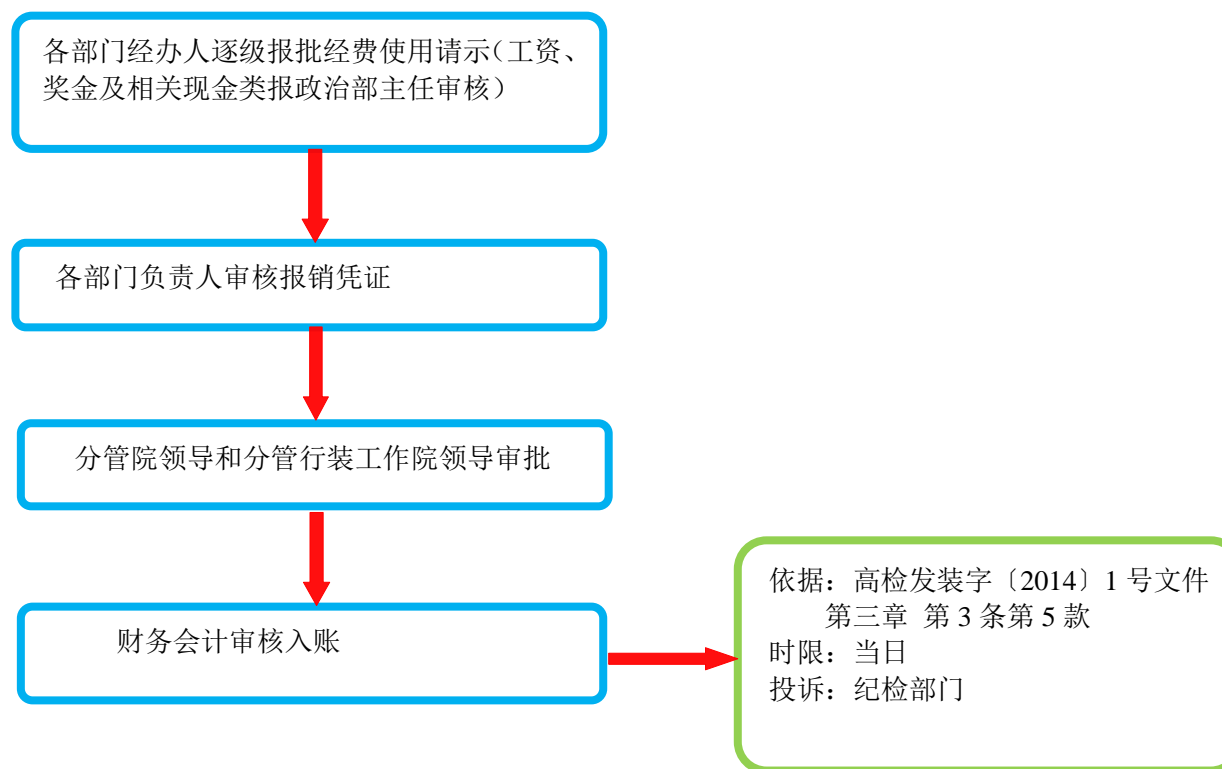 各部门经办人逐级报批经费使用请示（工资、
奖金及相关现金类报政治部主任审核）
各部门负责人审核报销凭证
分管院领导和分管行装工作院领导审批
财务会计审核入账
依据：高检发装字〔2014〕1 号文件
第三章 第 3 条第 5 款
时限：当日
投诉：纪检部门